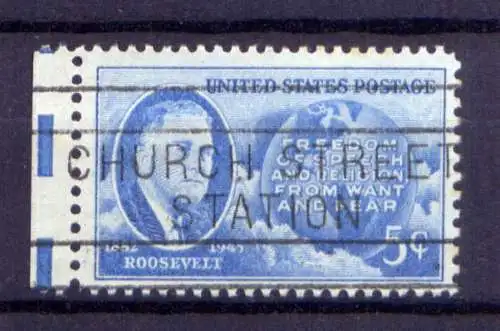 UNITED STATES POSTAGE
FREEDOM
OF SPEECH
AND RELIGION
FROM WANT
AND FEAR
CHURCH STREET
STATION
1882 1945
ROOSEVELT
5¢